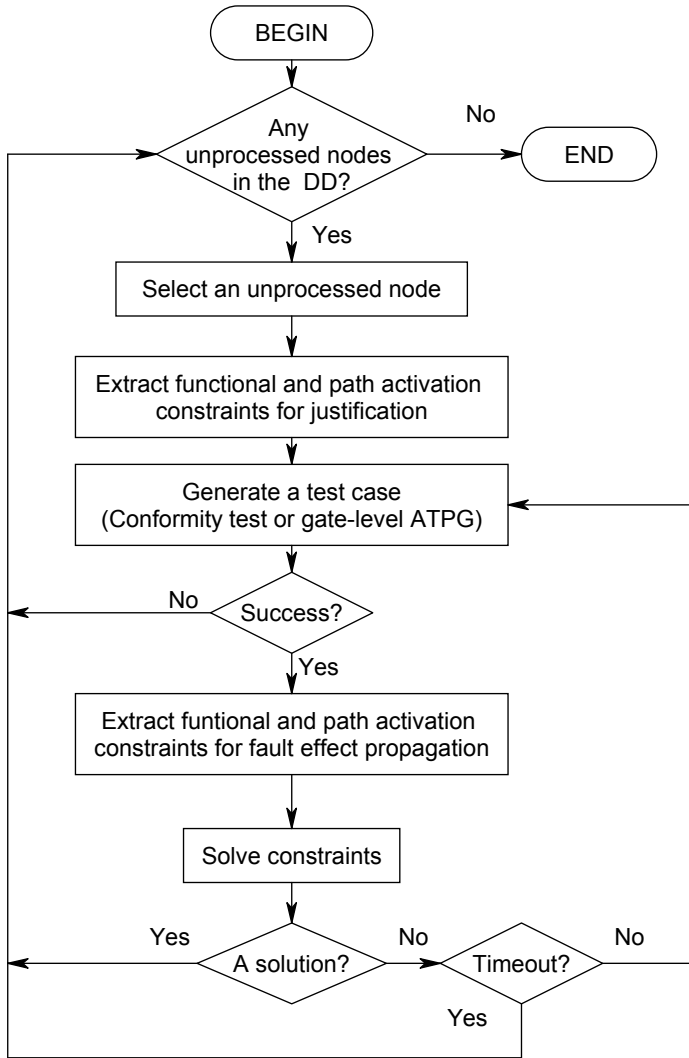 BEGIN
Any
unprocessed nodes
in the DD?
No
END
Yes
Select an unprocessed node
Extract functional and path activation
constraints for justification
Generate a test case
(Conformity test or gate-level ATPG)
No
Success?
Yes
Extract funtional and path activation
constraints for fault effect propagation
Solve constraints
Yes
A solution?
No
Timeout?
No
Yes